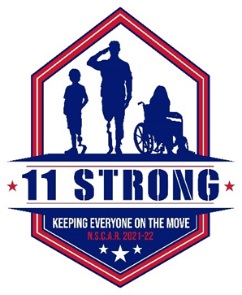 11 STRONG
KEEPING EVERYONE ON THE MOVE
N.S.C.A.R. 2021-22